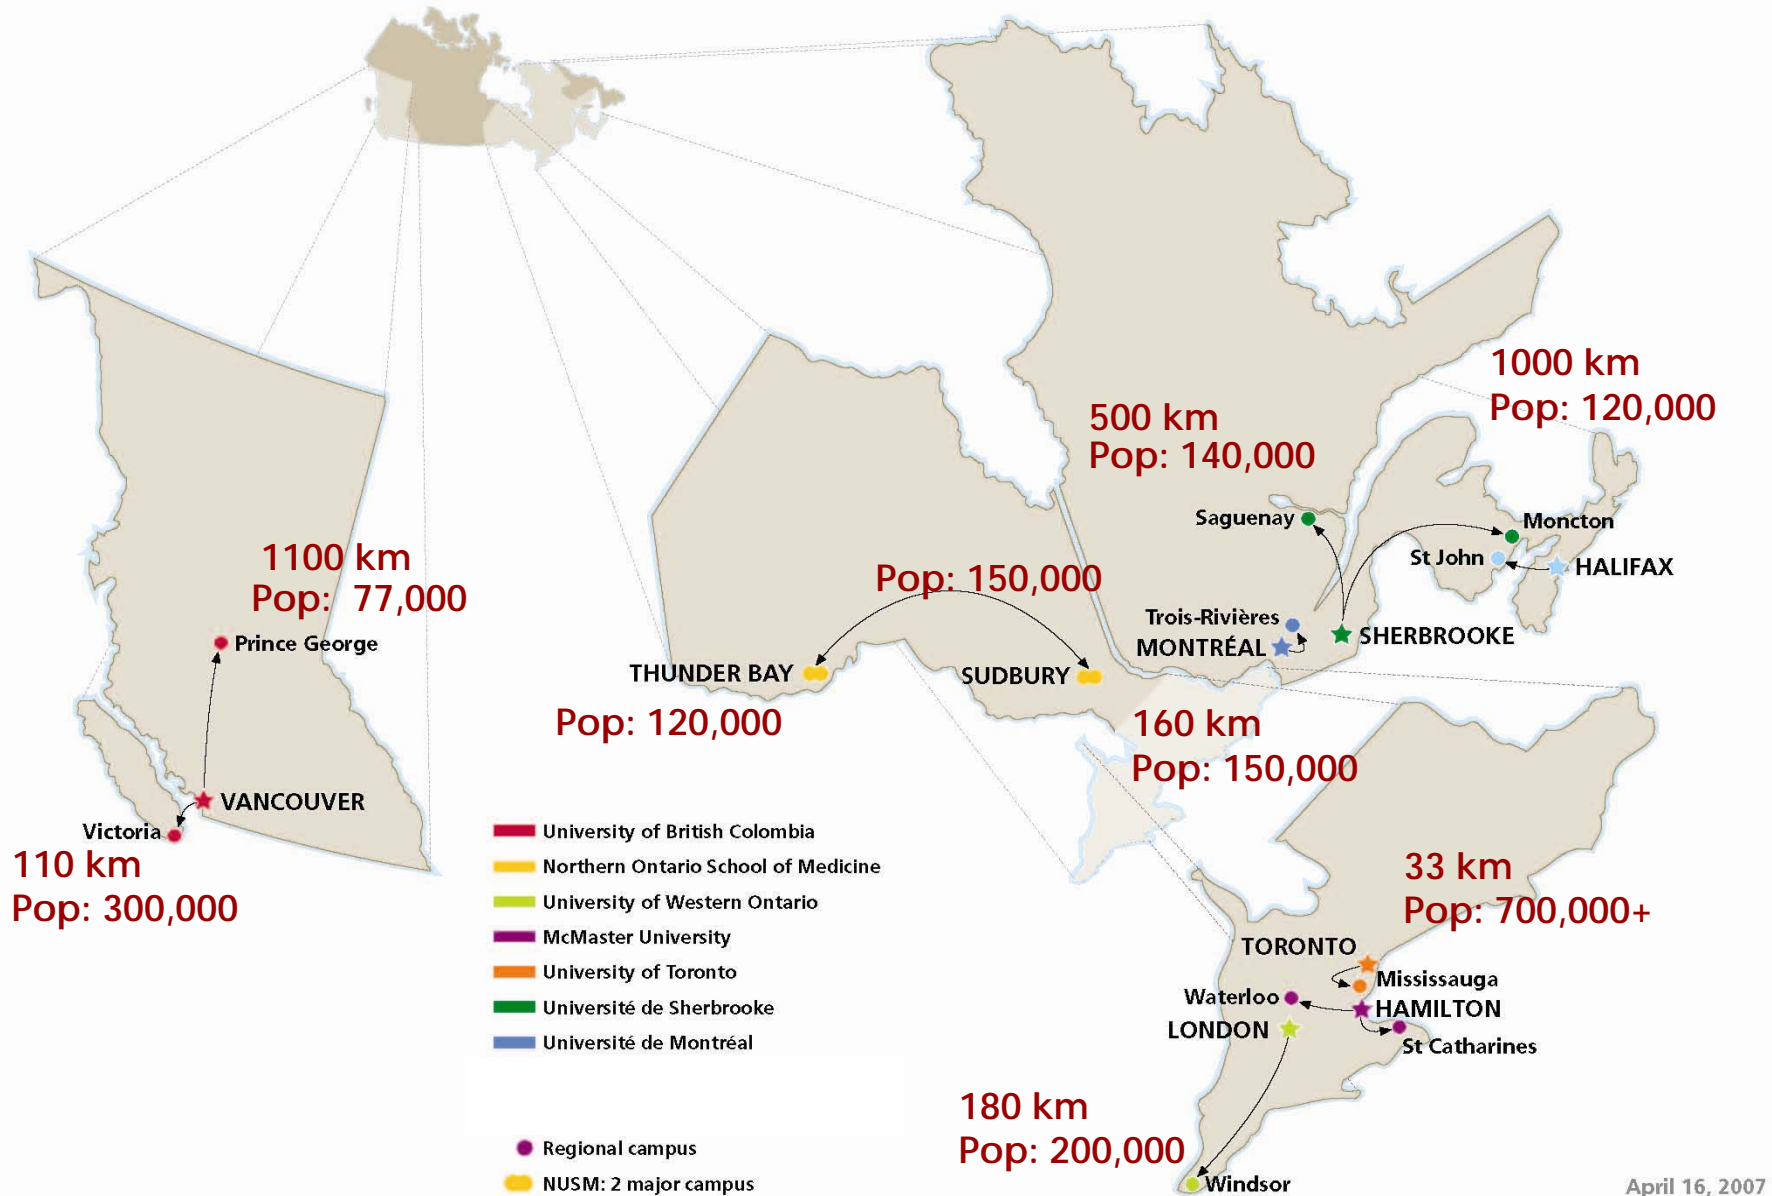 1000 km
Pop: 120,000
500 km
Pop: 140,000
Saguenay
Moncton
St John
HALIFAX
1100 km
Pop: 77,000
Pop: 150,000
Trois-Rivières
MONTRÉAL
SHERBROOKE
Prince George
THUNDER BAY
SUDBURY
Pop: 120,000
160 km
Pop: 150,000
VANCOUVER
Victoria
110 km
Pop: 300,000
University of British Colombia
Northern Ontario School of Medicine
University of Western Ontario
McMaster University
University of Toronto
Université de Sherbrooke
Université de Montréal
33 km
Pop: 700,000+
TORONTO
Mississauga
Waterloo
HAMILTON
LONDON
St Catharines
180 km
Pop: 200,000
Windsor
Regional campus
NUSM: 2 major campus
April 16, 2007